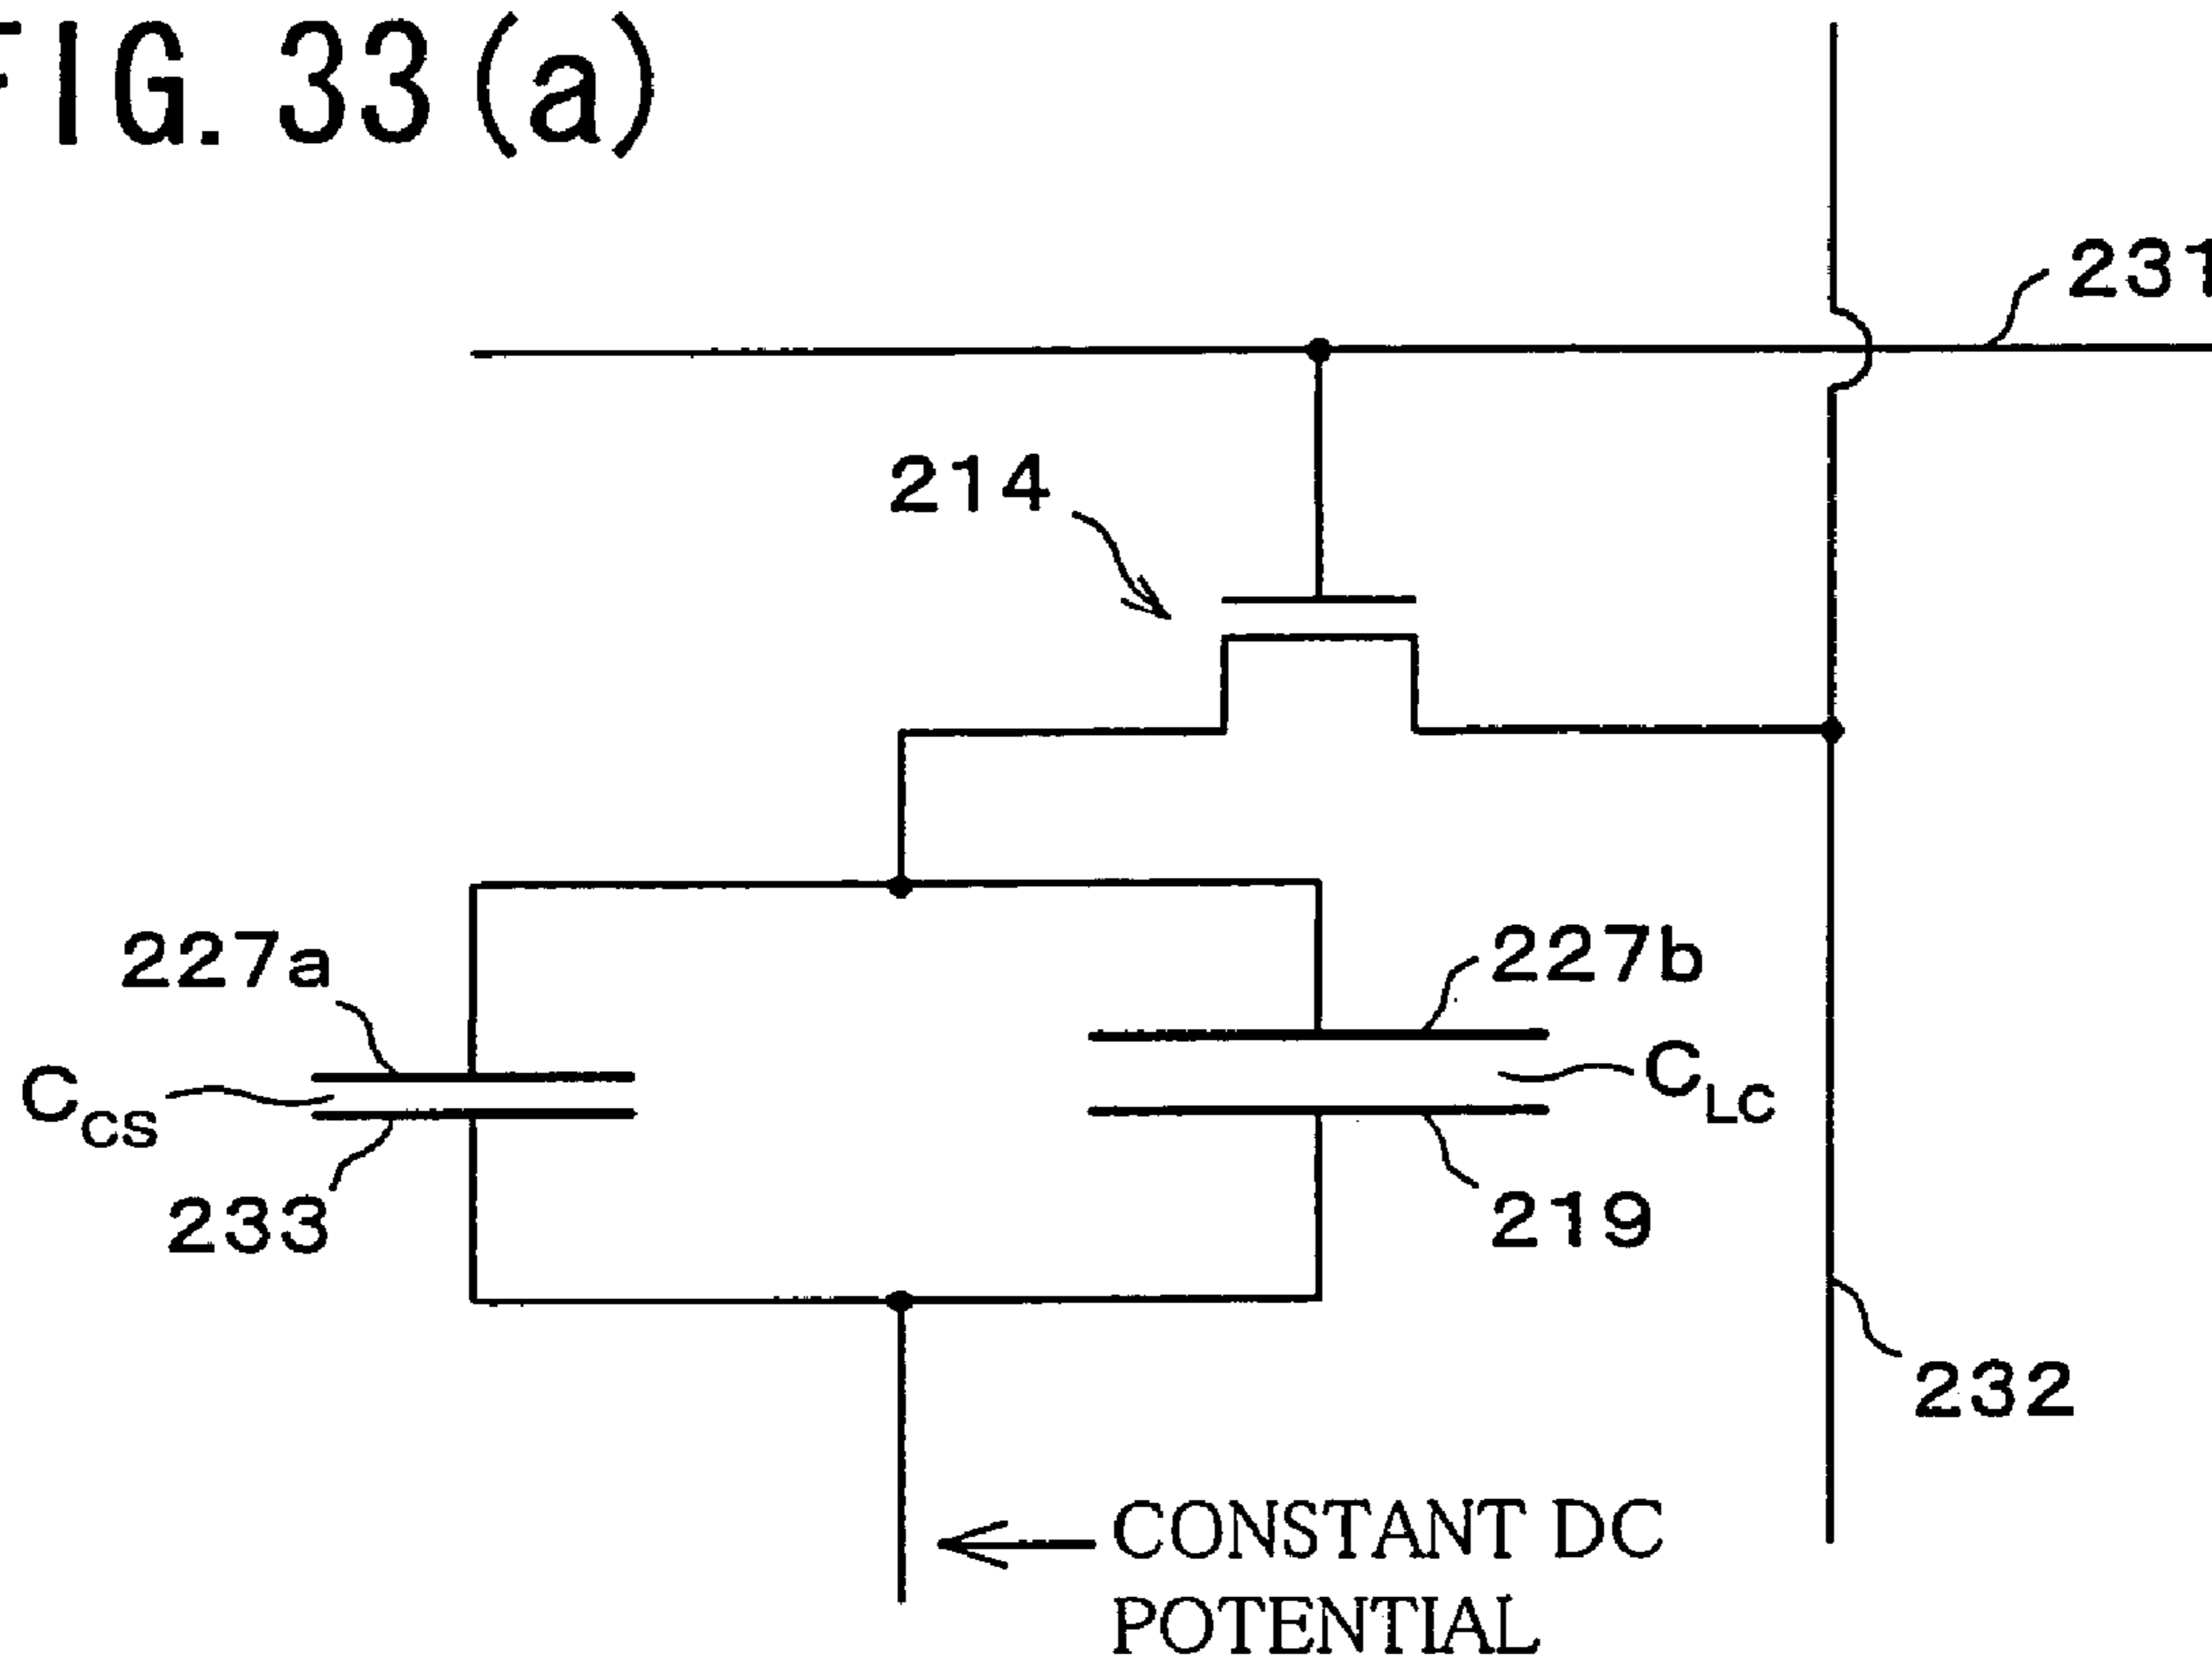 FIG. 33 (a)
231
214
227a
227b
CCS
CLC
233
219
232
CONSTANT DC
POTENTIAL